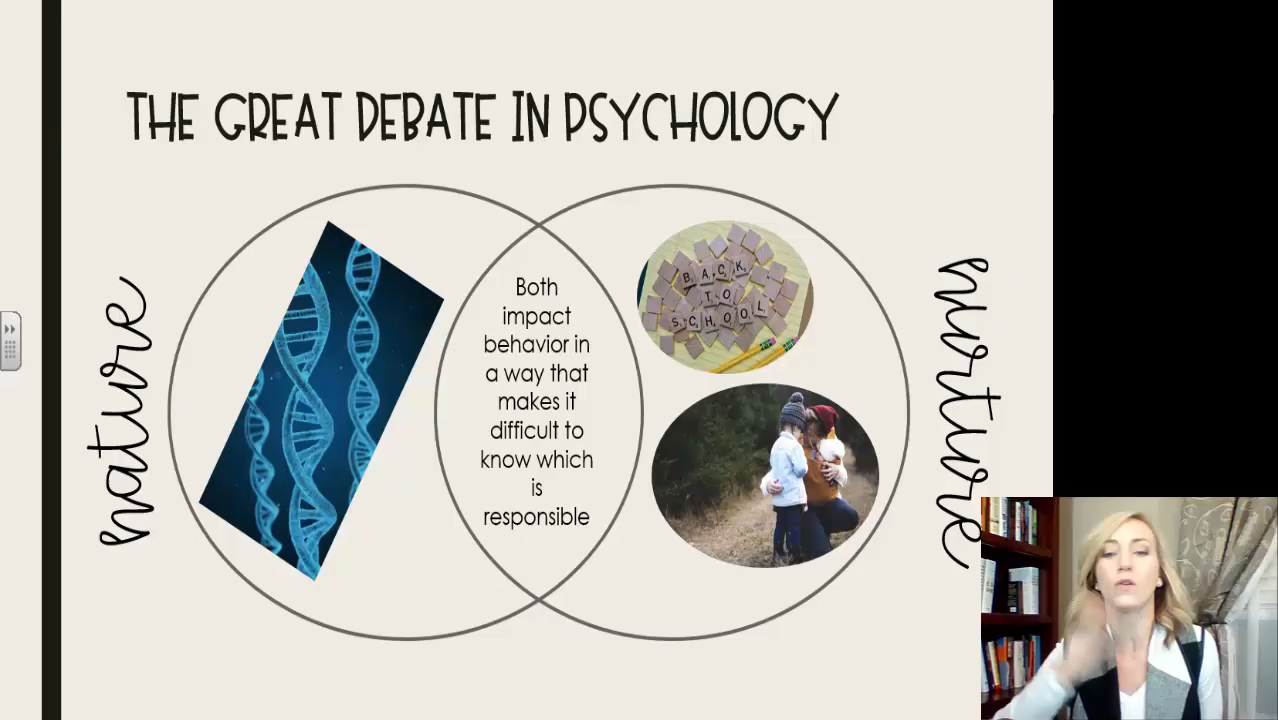 THE GREAT DEBATE IN PSYCHOLOGY
nature
Both
impact
behavior in
a way that
makes it
difficult to
know which
is
responsible
BACK
TO
SCHOOL
nurture